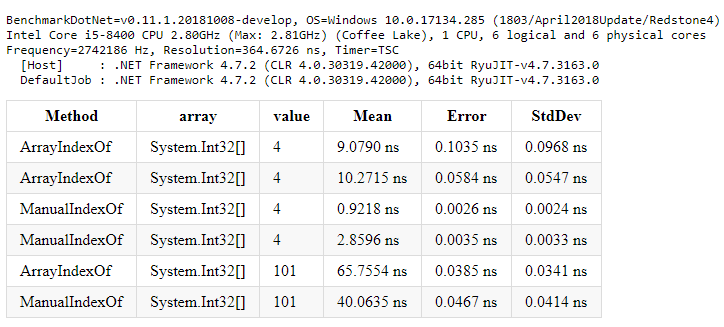 BenchmarkDotNet=v0.11.1.20181008-develop, OS=Windows 10.0.17134.285 (1803/April2018Update/Redstone4)
Intel Core i5-8400 CPU 2.80GHz (Max: 2.81GHz) (Coffee Lake), 1 CPU, 6 logical and 6 physical cores
Frequency=2742186 Hz, Resolution=364.6726 ns, Timer=TSC
[Host]     : .NET Framework 4.7.2 (CLR 4.0.30319.42000), 64bit RyuJIT-v4.7.3163.0
DefaultJob : .NET Framework 4.7.2 (CLR 4.0.30319.42000), 64bit RyuJIT-v4.7.3163.0
Method array value Mean Error StdDev
ArrayIndexOf System.Int32[] 4 9.0790 ns 0.1035 ns 0.0968 ns
ArrayIndexOf System.Int32[] 4 10.2715 ns 0.0584 ns 0.0547 ns
ManualIndexOf System.Int32[] 4 0.9218 ns 0.0026 ns 0.0024 ns
ManualIndexOf System.Int32[] 4 2.8596 ns 0.0035 ns 0.0033 ns
ArrayIndexOf System.Int32[] 101 65.7554 ns 0.0385 ns 0.0341 ns
ManualIndexOf System.Int32[] 101 40.0635 ns 0.0467 ns 0.0414 ns